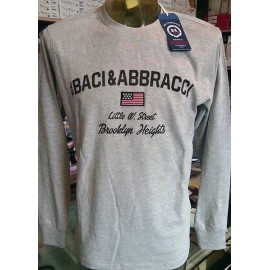 BACI&ABBRACCI
Little W. Street
Brooklyn Heights